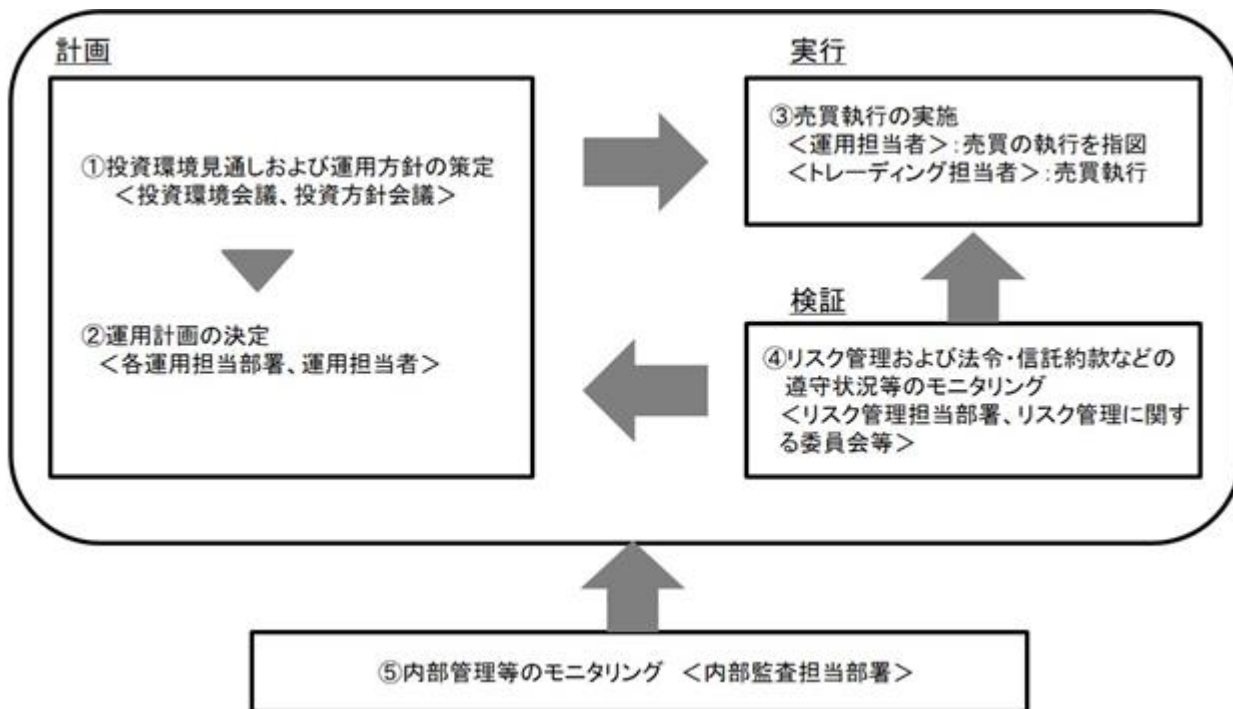 計画
①投資環境見通しおよび運用方針の策定
＜投資環境会議、投資方針会議＞
②運用計画の決定
＜各運用担当部署、運用担当者＞
実行
③売買執行の実施
＜運用担当者＞：売買の執行を指図
＜トレーディング担当者＞：売買執行
検証
④リスク管理および法令・信託約款などの
遵守状況等のモニタリング
＜リスク管理担当部署、リスク管理に関す
る委員会等＞
⑤内部管理等のモニタリング　＜内部監査担当部署＞